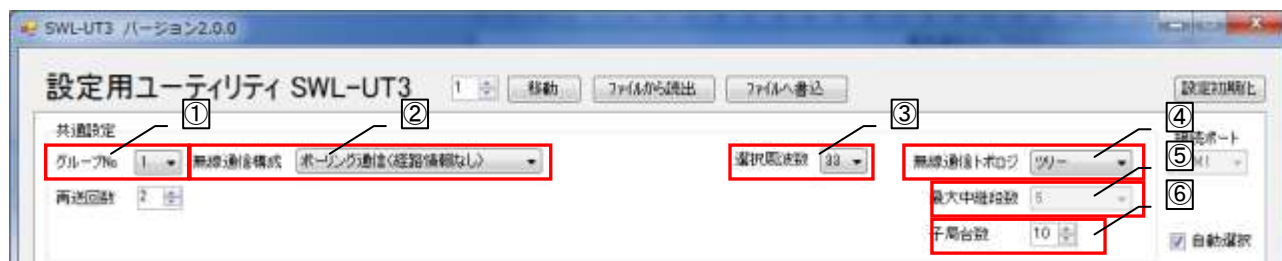 SWL-UT3 バージョン2.0.0
設定用ユーティリティ SWL-UT3 1 移動 ファイルから読出 ファイルへ書込 設定初期化
① ② ③ ④
共通設定 接続ポート
グループNo 1 無線通信構成 ポーリング通信(経路情報なし) 選択周波数 33 無線通信トポロジ ツリー
⑤
再送回数 2 最大中継段数 ⑥
子局台数 10 自動選択